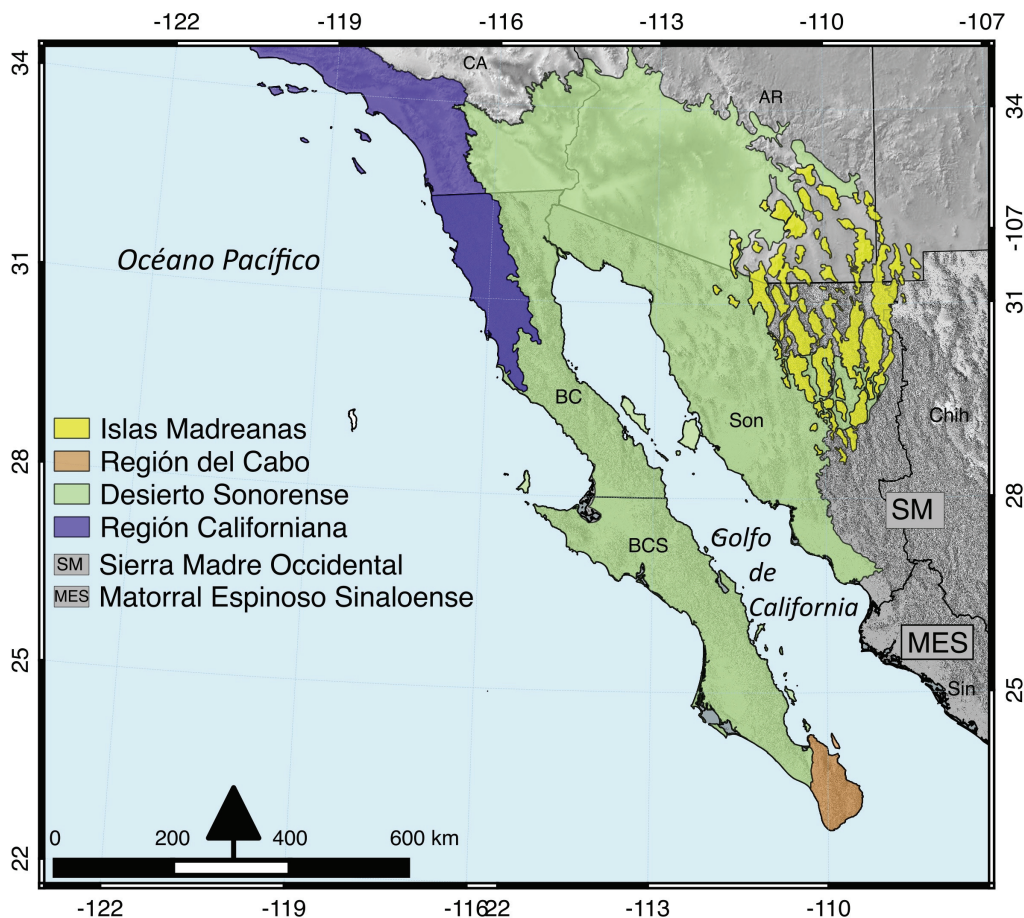 -122 -119 -116 -113 -110 -107
34
CA
AR
34
-107
Océano Pacífico
31
31
BC
Son
Chih
Islas Madreanas
Región del Cabo
Desierto Sonorense
Región Californiana
SM Sierra Madre Occidental
MES Matorral Espinoso Sinaloense
28
28
SM
BCS
Golfo
de
California
MES
Sin
25
25
0 200 400 600 km
22
-122 -119 -116 22 -113 -110